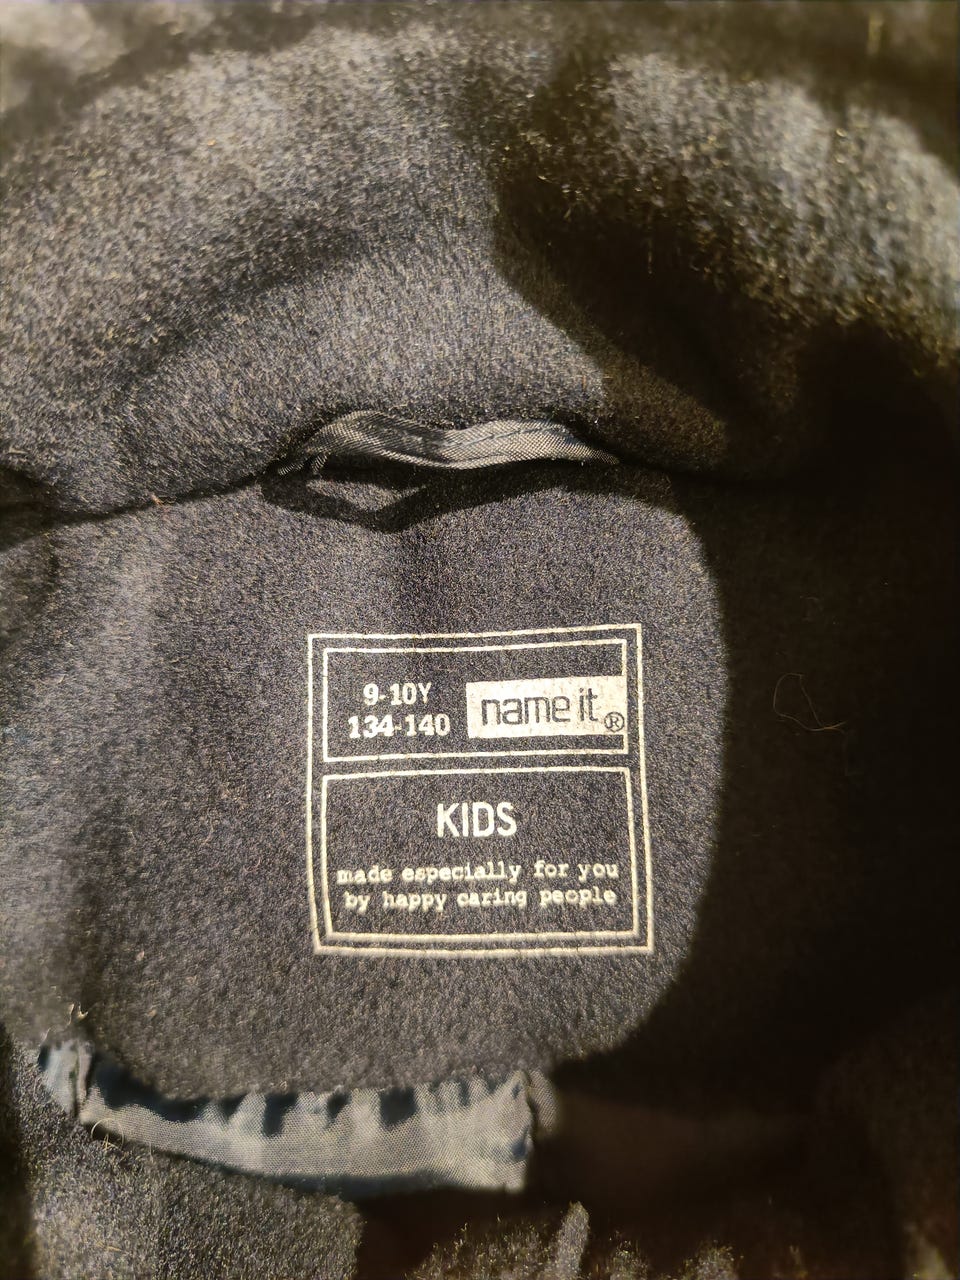 9-10Y
134-140
name it®
KIDS
made especially for you
by happy caring people